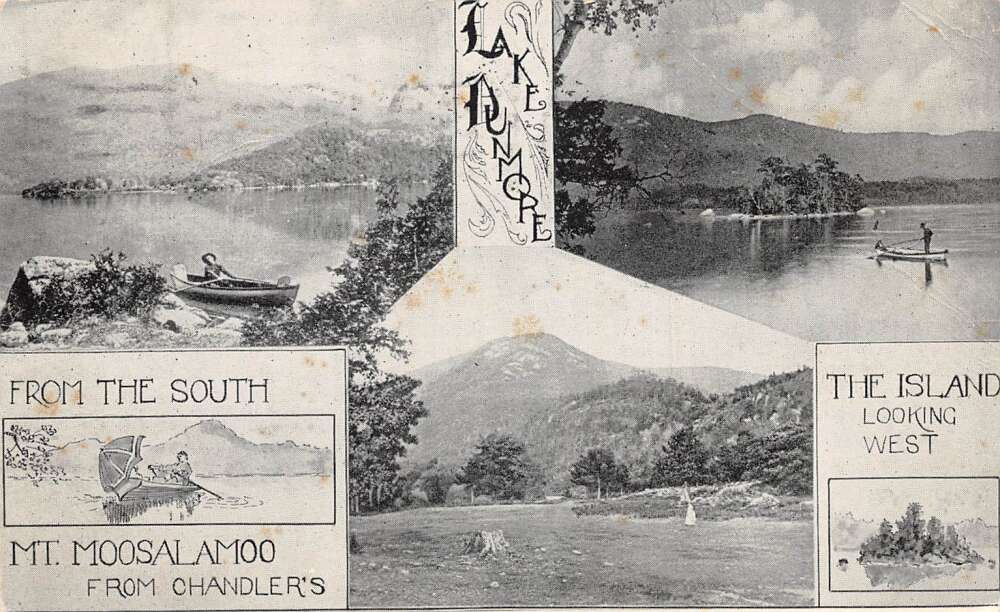 LAKE
DUNMORE
FROM THE SOUTH
MT. MOOSALAMOO
FROM CHANDLER'S
THE ISLAND
LOOKING
WEST